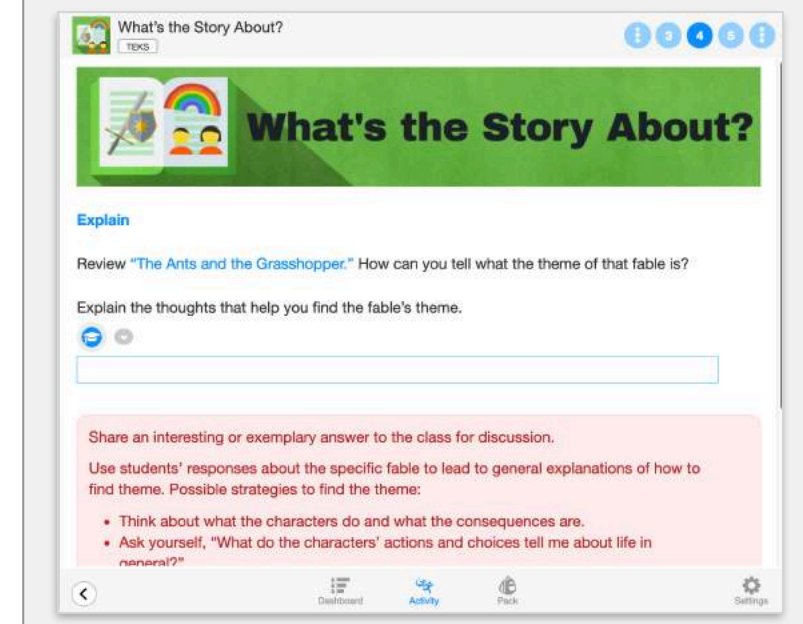 What's the Story About?
TEKS
3 4 5
What's the Story About?
Explain
Review "The Ants and the Grasshopper." How can you tell what the theme of that fable is?
Explain the thoughts that help you find the fable's theme.
Share an interesting or exemplary answer to the class for discussion.
Use students' responses about the specific fable to lead to general explanations of how to
find theme. Possible strategies to find the theme:
• Think about what the characters do and what the consequences are.
• Ask yourself, "What do the characters' actions and choices tell me about life in
general?"
Dashboard Activity Pack Settings